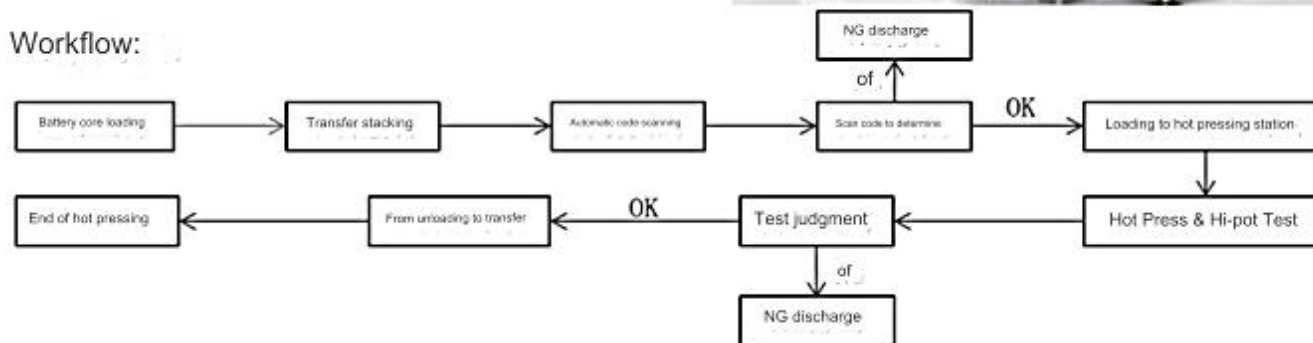 Workflow:
NG discharge
of
Battery core loading
Transfer stacking
Automatic code scanning
Scan code to determine
OK
Loading to hot pressing station
End of hot pressing
From unloading to transfer
OK
Test judgment
Hot Press & Hi-pot Test
of
NG discharge